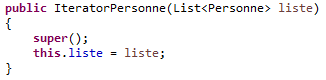 public IteratorPersonne(List<Personne> liste)
{
    super();
    this.liste = liste;
}